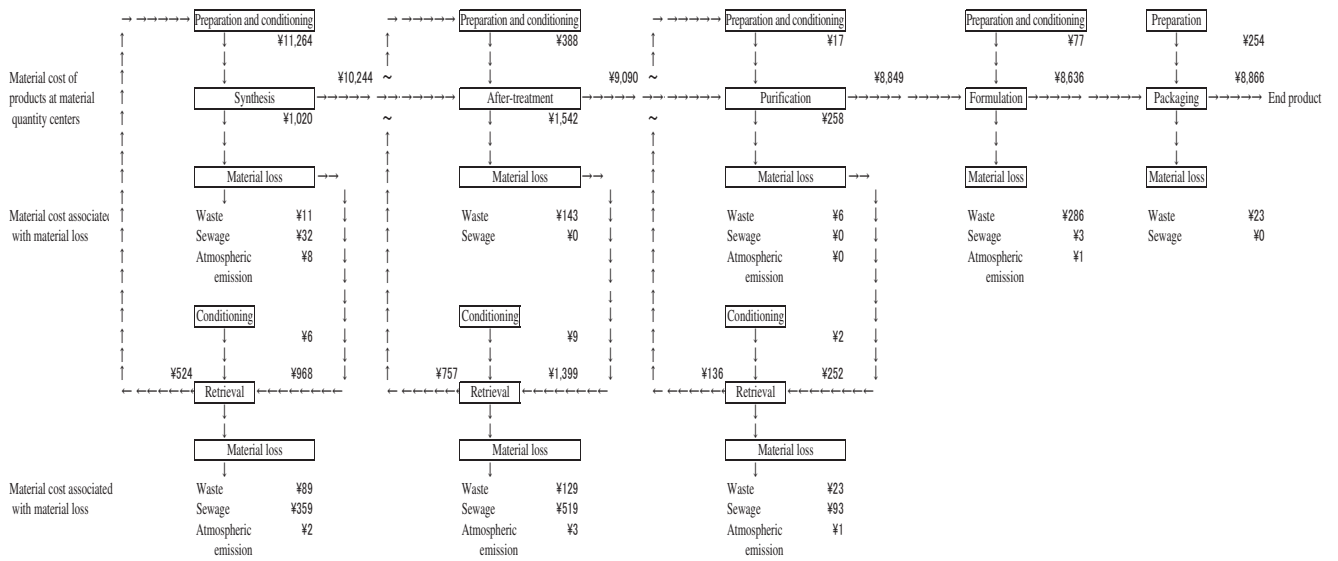 Preparation and conditioning Preparation and conditioning Preparation and conditioning Preparation and conditioning Preparation
¥11,264 ¥388 ¥17 ¥77 ¥254
Material cost of ¥10,244 ~ ¥9,090 ~ ¥8,849 ¥8,636 ¥8,866
products at material Synthesis After-treatment Purification Formulation Packaging End product
quantity centers ¥1,020 ~ ¥1,542 ~ ¥258
Material loss Material loss Material loss Material loss Material loss
Material cost associated Waste ¥11 Waste ¥143 Waste ¥6 Waste ¥286 Waste ¥23
with material loss Sewage ¥32 Sewage ¥0 Sewage ¥0 Sewage ¥3 Sewage ¥0
Atmospheric ¥8 Atmospheric ¥0 Atmospheric ¥1
emission emission emission
Conditioning Conditioning Conditioning
¥6 ¥9 ¥2
¥524 ¥968 ¥757 ¥1,399 ¥136 ¥252
Retrieval Retrieval Retrieval
Material loss Material loss Material loss
Material cost associated Waste ¥89 Waste ¥129 Waste ¥23
with material loss Sewage ¥359 Sewage ¥519 Sewage ¥93
Atmospheric ¥2 Atmospheric ¥3 Atmospheric ¥1
emission emission emission